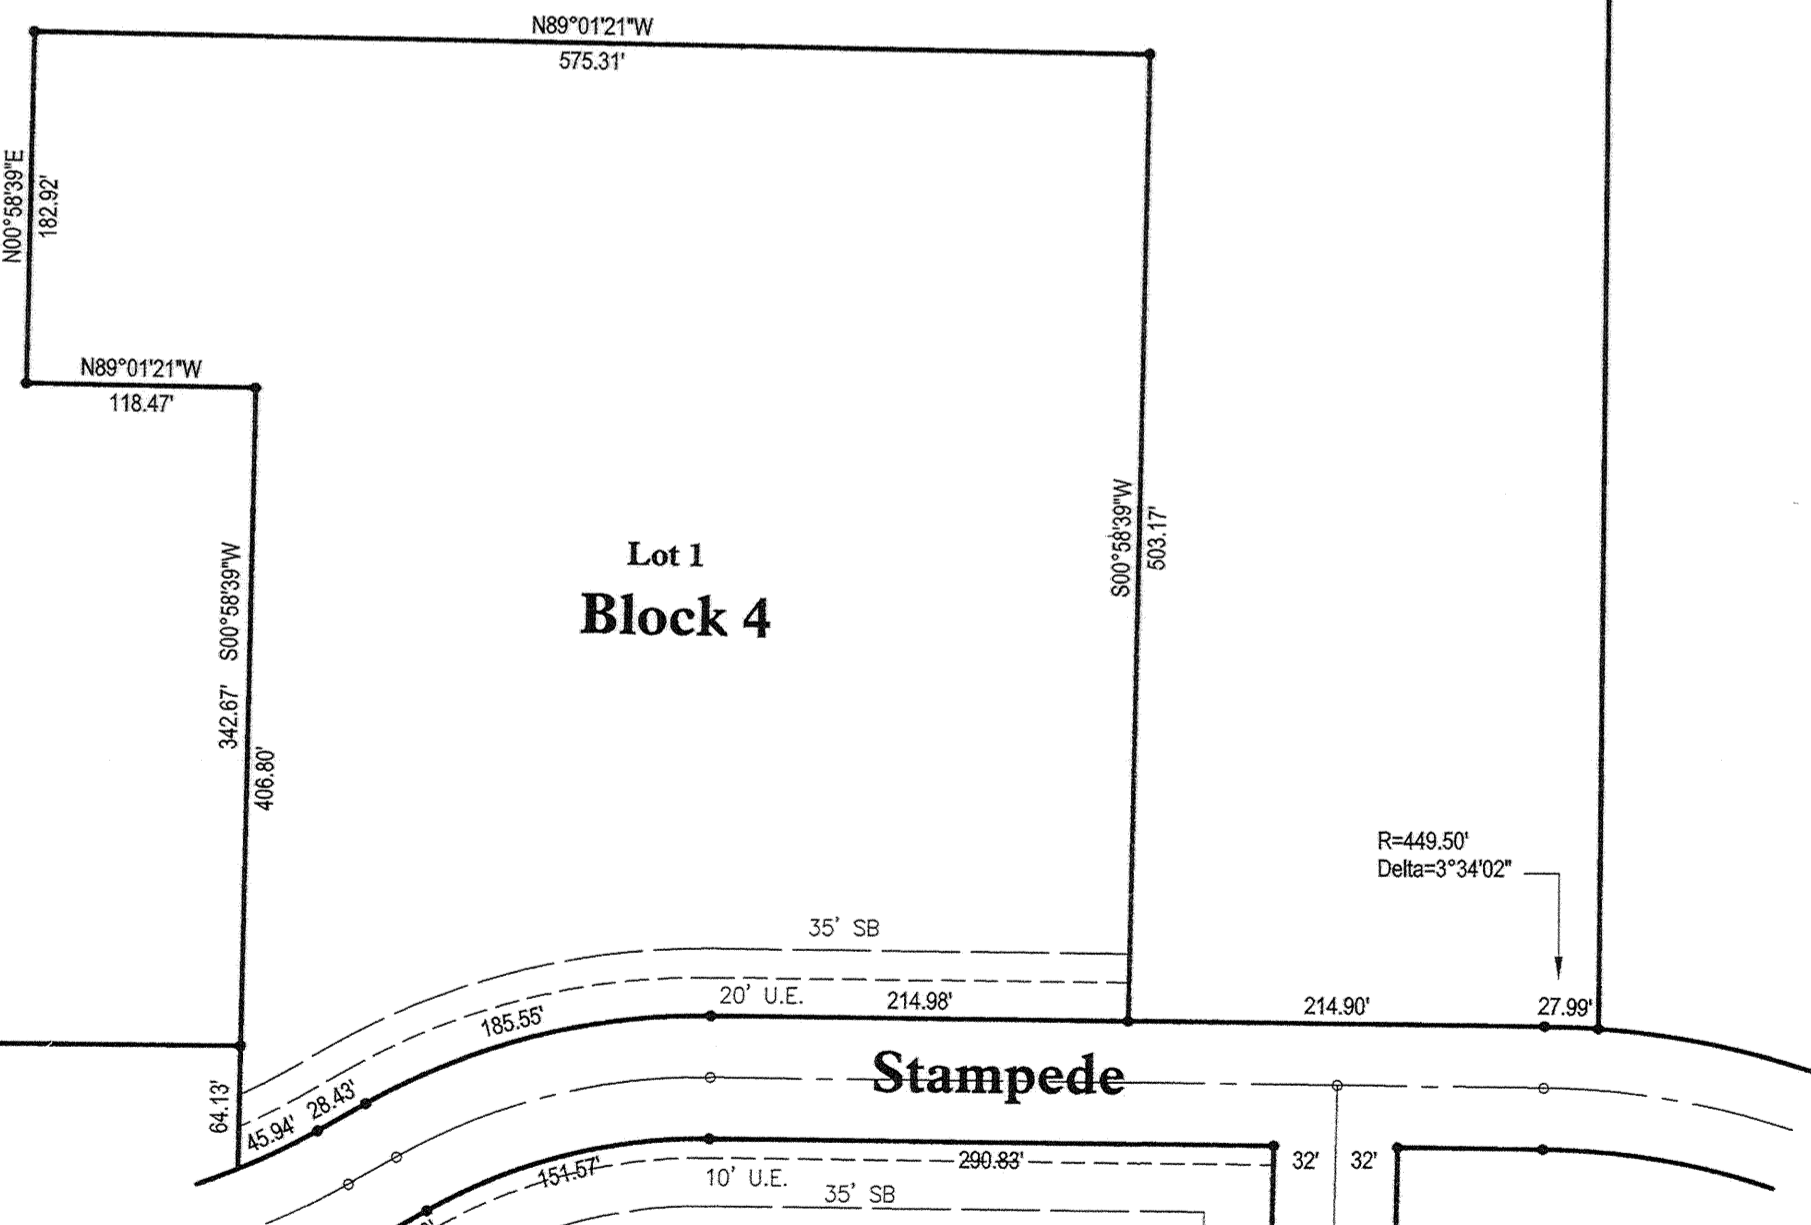 N89°01'21"W
575.31'
N00°58'39"E
182.92'
N89°01'21"W
118.47'
S00°58'39"W
503.17'
Lot 1
Block 4
342.67' S00°58'39"W
406.80'
R=449.50'
Delta=3°34'02"
35' SB
20' U.E.
214.98'
214.90'
27.99'
185.55'
Stampede
64.13'
45.94'
28.43'
151.57'
290.83'
32'
32'
10' U.E.
35' SB